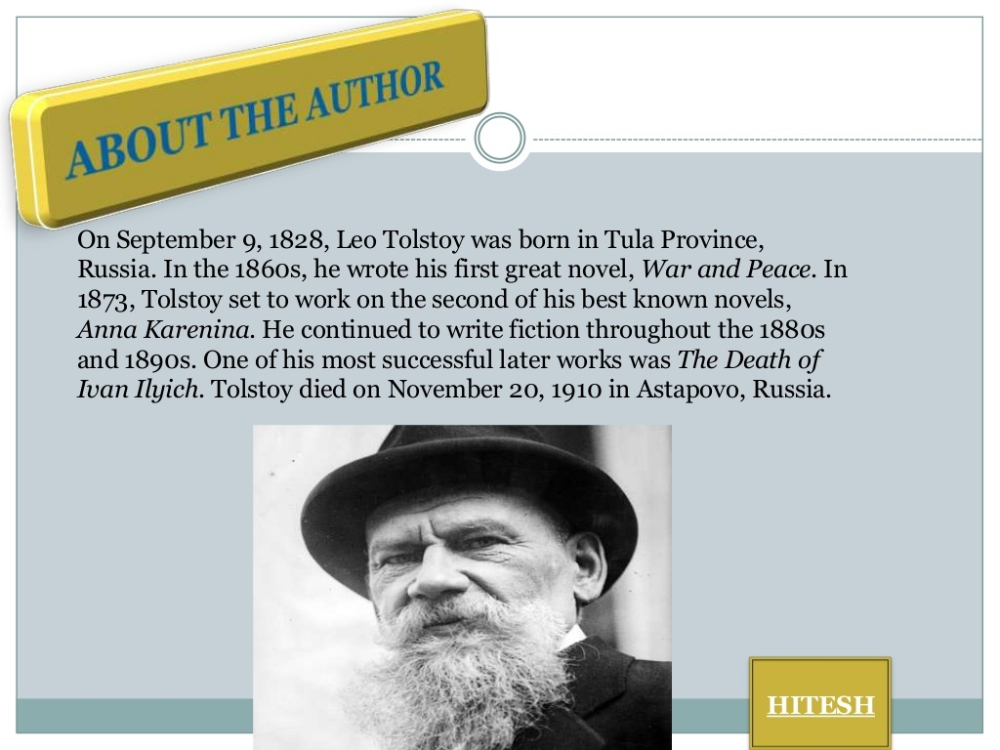 ABOUT THE AUTHOR
On September 9, 1828, Leo Tolstoy was born in Tula Province,
Russia. In the 1860s, he wrote his first great novel, War and Peace. In
1873, Tolstoy set to work on the second of his best known novels,
Anna Karenina. He continued to write fiction throughout the 1880s
and 1890s. One of his most successful later works was The Death of
Ivan Ilyich. Tolstoy died on November 20, 1910 in Astapovo, Russia.
HITESH